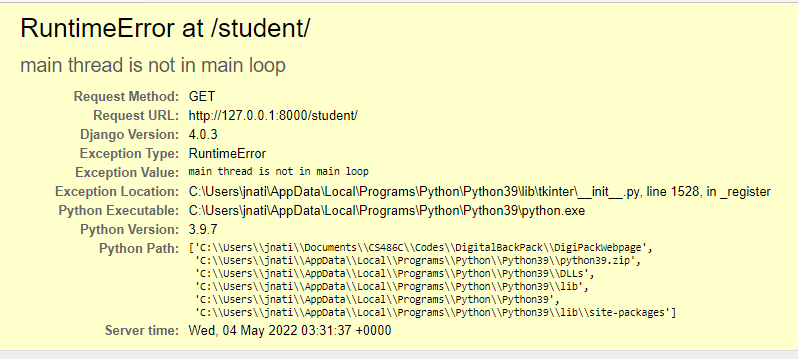 RuntimeError at /student/
main thread is not in main loop
Request Method: GET
Request URL: http://127.0.0.1:8000/student/
Django Version: 4.0.3
Exception Type: RuntimeError
Exception Value: main thread is not in main loop
Exception Location: C:\Users\jnati\AppData\Local\Programs\Python\Python39\lib\tkinter\__init__.py, line 1528, in _register
Python Executable: C:\Users\jnati\AppData\Local\Programs\Python\Python39\python.exe
Python Version: 3.9.7
Python Path: ['C:\\Users\\jnati\\Documents\\CS486C\\Codes\\DigitalBackPack\\DigiPackWebpage',
'C:\\Users\\jnati\\AppData\\Local\\Programs\\Python\\Python39\\python39.zip',
'C:\\Users\\jnati\\AppData\\Local\\Programs\\Python\\Python39\\DLLs',
'C:\\Users\\jnati\\AppData\\Local\\Programs\\Python\\Python39\\lib',
'C:\\Users\\jnati\\AppData\\Local\\Programs\\Python\\Python39',
'C:\\Users\\jnati\\AppData\\Local\\Programs\\Python\\Python39\\lib\\site-packages']
Server time: Wed, 04 May 2022 03:31:37 +0000